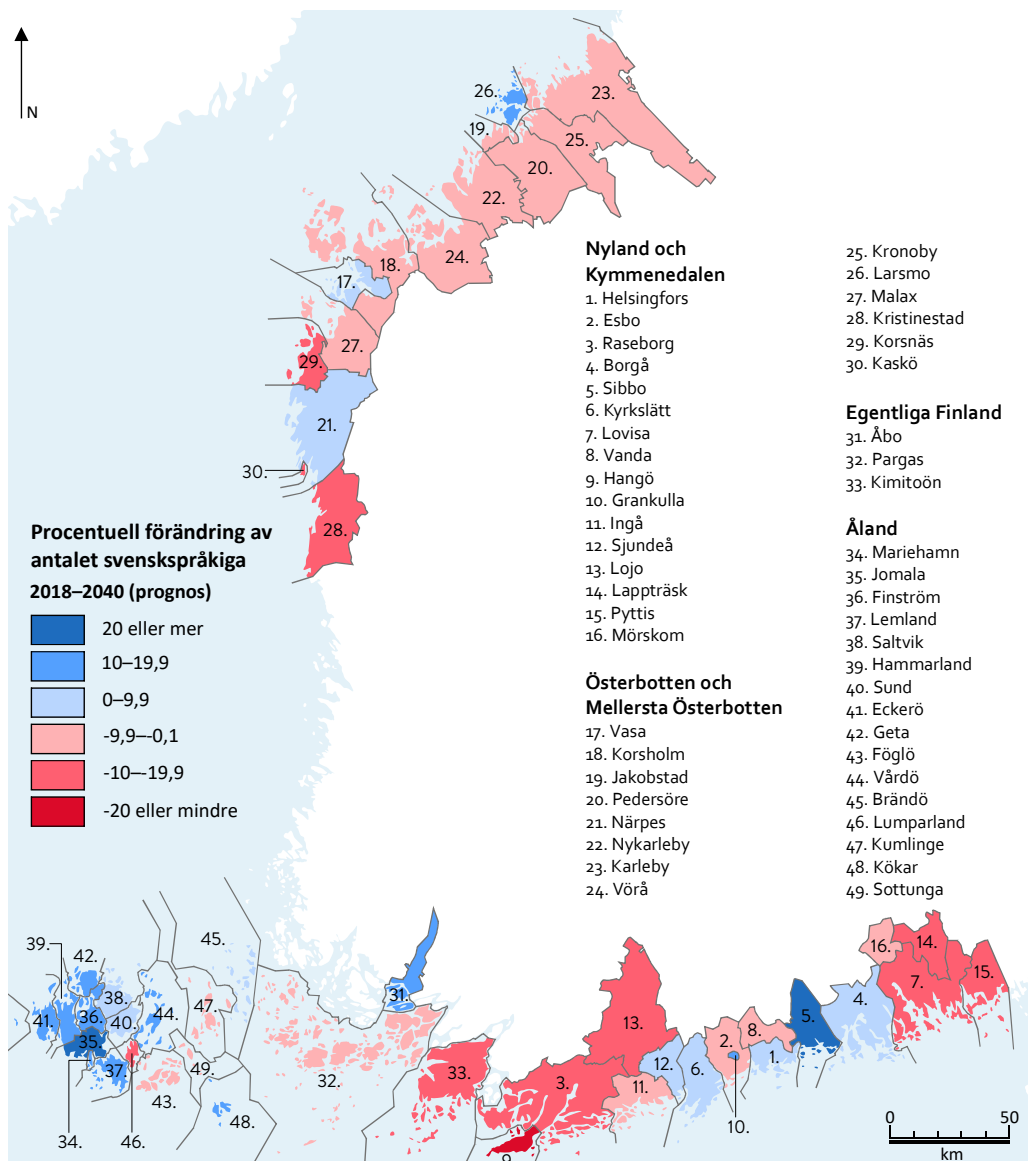 N
26.
23.
19.
25.
20.
22.
18.
24.
17.
27.
29.
21.
30.
28.
Nyland och
Kymmenedalen
1. Helsingfors
2. Esbo
3. Raseborg
4. Borgå
5. Sibbo
6. Kyrkslätt
7. Lovisa
8. Vanda
9. Hangö
10. Grankulla
11. Ingå
12. Sjundeå
13. Lojo
14. Lappträsk
15. Pyttis
16. Mörskom
Österbotten och
Mellersta Österbotten
17. Vasa
18. Korsholm
19. Jakobstad
20. Pedersöre
21. Närpes
22. Nykarleby
23. Karleby
24. Vörå
25. Kronoby
26. Larsmo
27. Malax
28. Kristinestad
29. Korsnäs
30. Kaskö
Egentliga Finland
31. Åbo
32. Pargas
33. Kimitoön
Åland
34. Mariehamn
35. Jomala
36. Finström
37. Lemland
38. Saltvik
39. Hammarland
40. Sund
41. Eckerö
42. Geta
43. Föglö
44. Vårdö
45. Brändö
46. Lumparland
47. Kumlinge
48. Kökar
49. Sottunga
Procentuell förändring av
antalet svenskspråkiga
2018–2040 (prognos)
20 eller mer
10–19,9
0–9,9
-9,9–-0,1
-10–-19,9
-20 eller mindre
39.
42.
45.
38.
41.
36.
40.
44.
47.
35.
37.
49.
43.
34.
46.
48.
32.
31.
33.
3.
9.
13.
11.
12.
6.
2.
8.
10.
1.
5.
4.
16.
14.
7.
15.
0 50
km